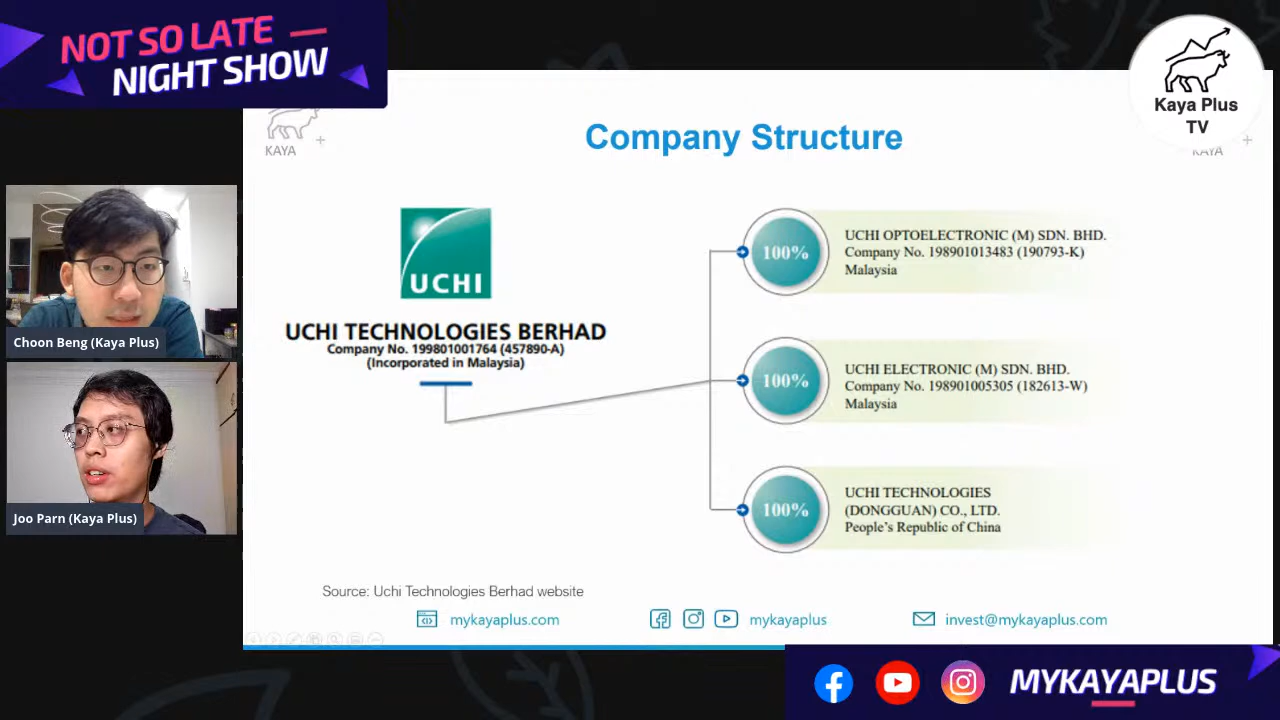 NOT SO LATE
NIGHT SHOW
Kaya Plus
TV
KAYA
KAYA
Company Structure
UCHI
UCHI TECHNOLOGIES BERHAD
Company No. 199801001764 (457890-A)
(Incorporated in Malaysia)
100%
UCHI OPTOELECTRONIC (M) SDN. BHD.
Company No. 198901013483 (190793-K)
Malaysia
100%
UCHI ELECTRONIC (M) SDN. BHD.
Company No. 198901005305 (182613-W)
Malaysia
100%
UCHI TECHNOLOGIES
(DONGGUAN) CO., LTD.
People's Republic of China
Choon Beng (Kaya Plus)
Joo Parn (Kaya Plus)
Source: Uchi Technologies Berhad website
mykayaplus.com
mykayaplus
invest@mykayaplus.com
MYKAYAPLUS